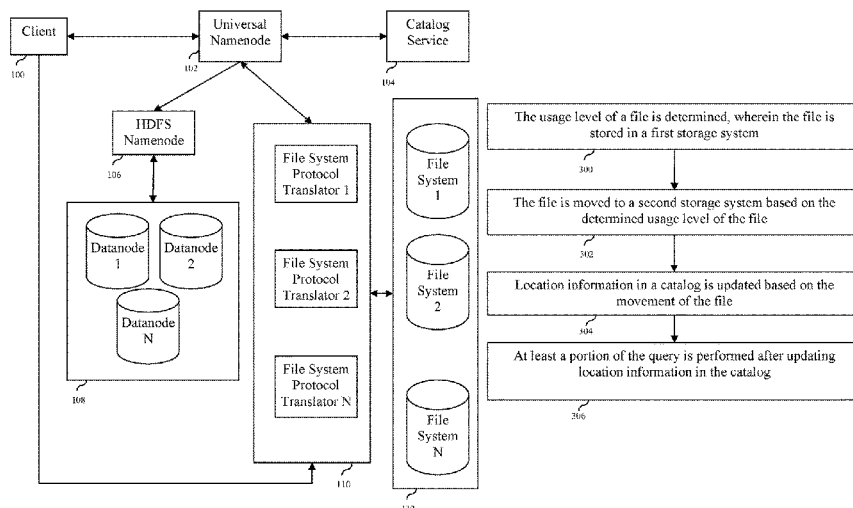 Client
100
Universal
Namenode
102
Catalog
Service
104
HDFS
Namenode
106
Datanode
1
Datanode
2
Datanode
N
108
File System
Protocol
Translator 1
File System
Protocol
Translator 2
File System
Protocol
Translator N
110
File
System
1
File
System
2
File
System
N
The usage level of a file is determined, wherein the file is
stored in a first storage system
300
The file is moved to a second storage system based on the
determined usage level of the file
302
Location information in a catalog is updated based on the
movement of the file
304
At least a portion of the query is performed after updating
location information in the catalog
306